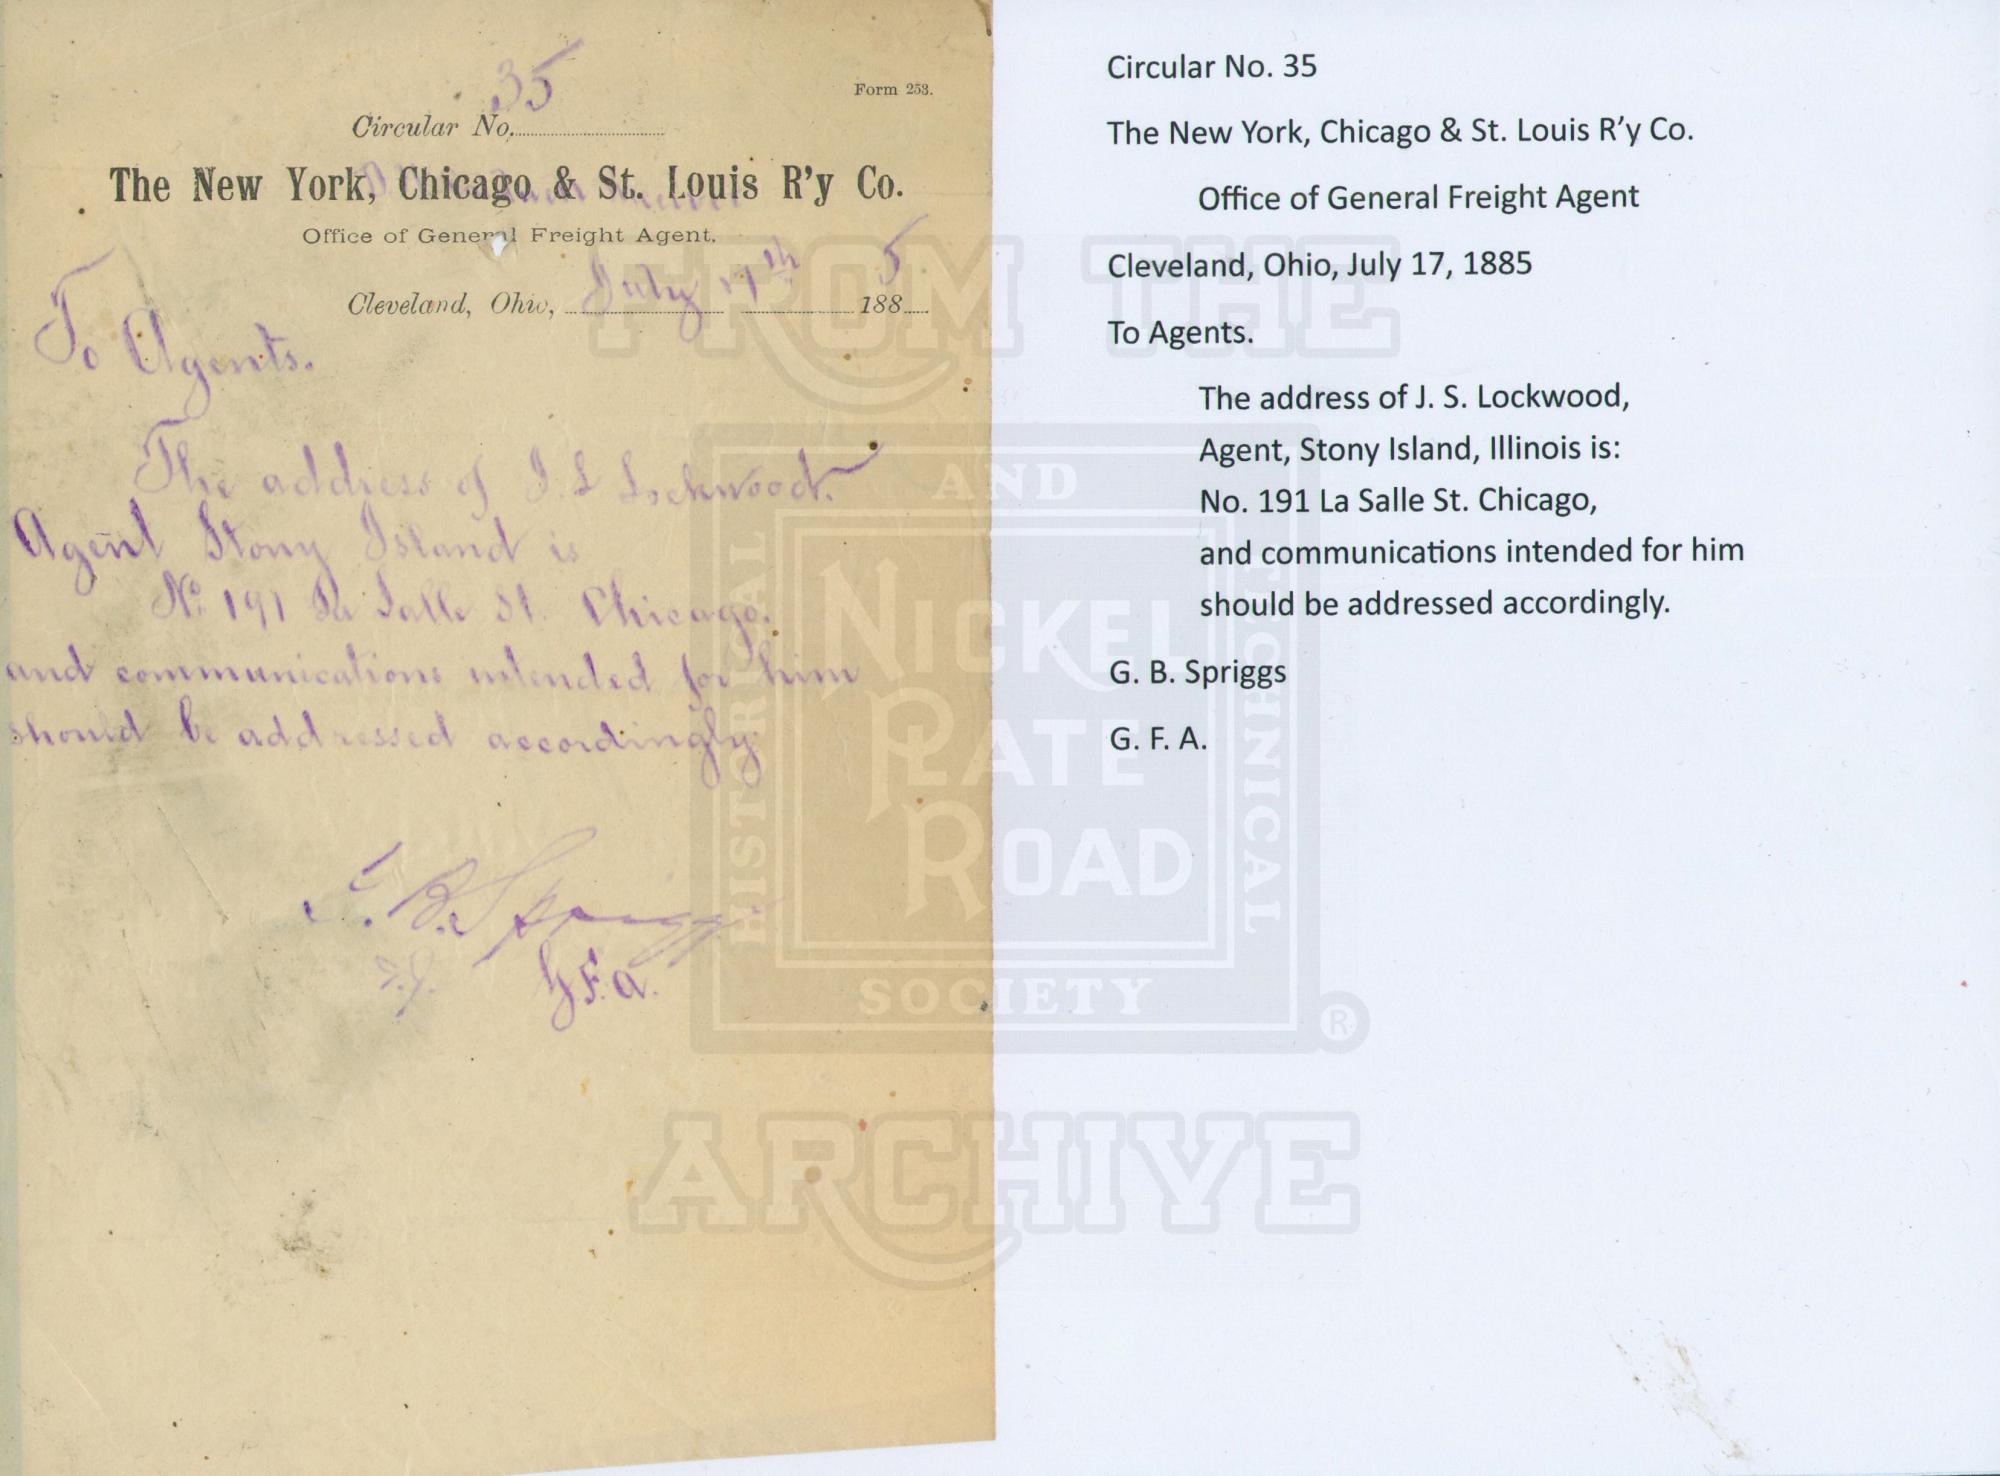 35
Form 253.
Circular No.
The New York, Chicago & St. Louis R'y Co.
Office of General Freight Agent.
Cleveland, Ohio, July 17th 1885
To Agents.
The address of J. S Lockwood.
Agent Stony Island is
No. 191 La Salle St. Chicago.
and communications intended for him
should be addressed accordingly.
G. B. Spriggs
G.F.A.
Circular No. 35
The New York, Chicago & St. Louis R'y Co.
Office of General Freight Agent
Cleveland, Ohio, July 17, 1885
To Agents.
The address of J. S. Lockwood,
Agent, Stony Island, Illinois is:
No. 191 La Salle St. Chicago,
and communications intended for him
should be addressed accordingly.
G. B. Spriggs
G. F. A.
FROM THE
AND
HISTORICAL
TECHNICAL
NICKEL
PLATE
ROAD
SOCIETY
®
ARCHIVE